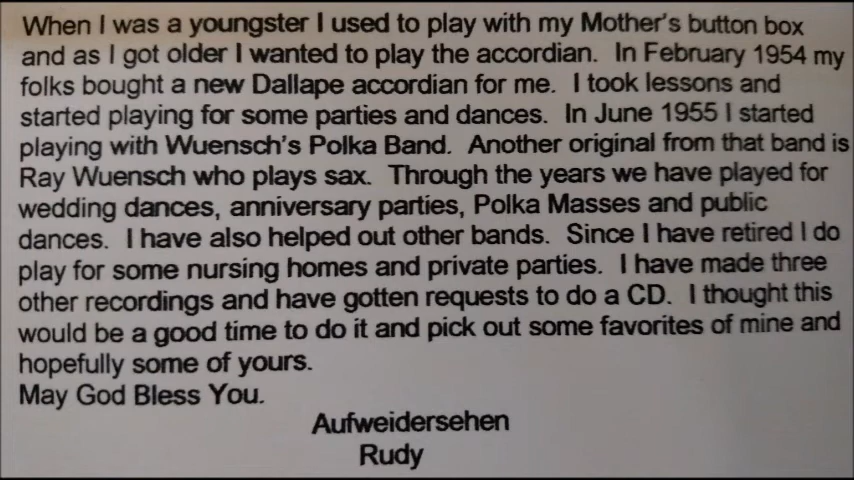 When I was a youngster I used to play with my Mother's button box
and as I got older I wanted to play the accordian.  In February 1954 my
folks bought a new Dallape accordian for me.  I took lessons and
started playing for some parties and dances.  In June 1955 I started
playing with Wuensch's Polka Band.  Another original from that band is
Ray Wuensch who plays sax.  Through the years we have played for
wedding dances, anniversary parties, Polka Masses and public
dances.  I have also helped out other bands.  Since I have retired I do
play for some nursing homes and private parties.  I have made three
other recordings and have gotten requests to do a CD.  I thought this
would be a good time to do it and pick out some favorites of mine and
hopefully some of yours.
May God Bless You.
Aufweidersehen
Rudy